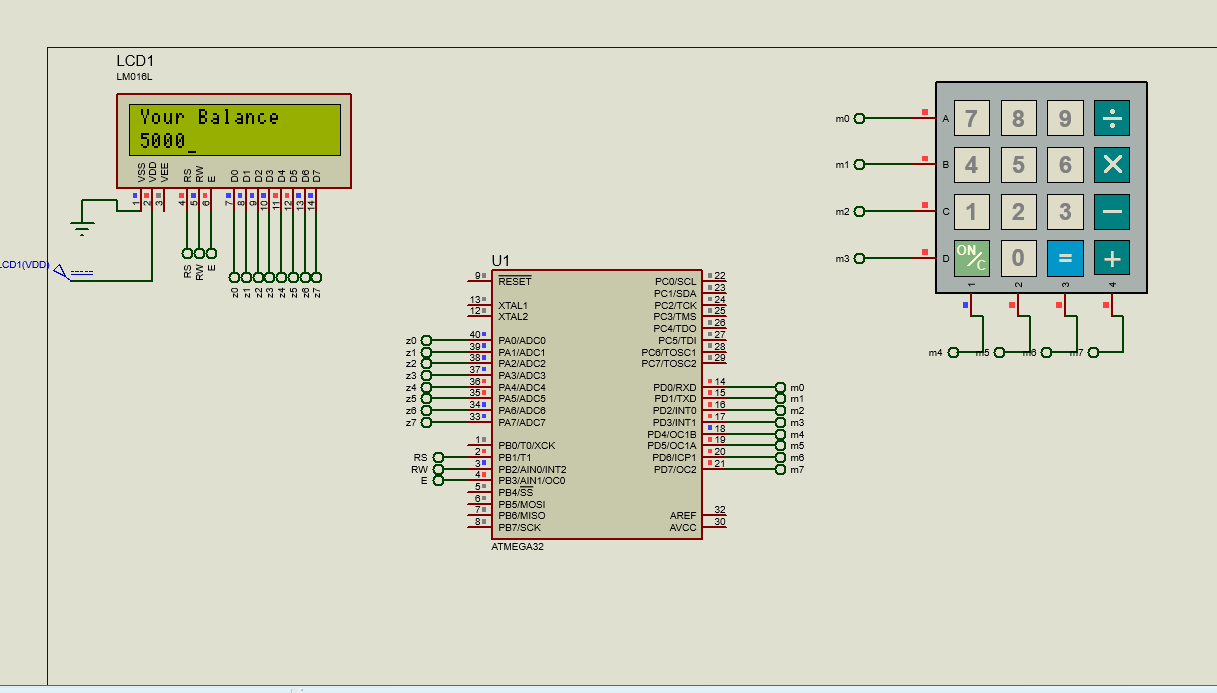 LCD1
LM016L
Your Balance
5000_
VSS VDD VEE RS RW E D0 D1 D2 D3 D4 D5 D6 D7
1 2 3 4 5 6 7 8 9 10 11 12 13 14
LCD1(VDD)
RS RW E
z0 z1 z2 z3 z4 z5 z6 z7
U1
9 RESET
13 XTAL1
12 XTAL2
z0 40 PA0/ADC0
z1 39 PA1/ADC1
z2 38 PA2/ADC2
z3 37 PA3/ADC3
z4 36 PA4/ADC4
z5 35 PA5/ADC5
z6 34 PA6/ADC6
z7 33 PA7/ADC7
1 PB0/T0/XCK
RS 2 PB1/T1
RW 3 PB2/AIN0/INT2
E 4 PB3/AIN1/OC0
5 PB4/SS
6 PB5/MOSI
7 PB6/MISO
8 PB7/SCK
PC0/SCL 22
PC1/SDA 23
PC2/TCK 24
PC3/TMS 25
PC4/TDO 26
PC5/TDI 27
PC6/TOSC1 28
PC7/TOSC2 29
PD0/RXD 14 m0
PD1/TXD 15 m1
PD2/INT0 16 m2
PD3/INT1 17 m3
PD4/OC1B 18 m4
PD5/OC1A 19 m5
PD6/ICP1 20 m6
PD7/OC2 21 m7
AREF 32
AVCC 30
ATMEGA32
m0 A 7 8 9 ÷
m1 B 4 5 6 ×
m2 C 1 2 3 −
m3 D ON/C 0 = +
1 2 3 4
m4 m5 m6 m7